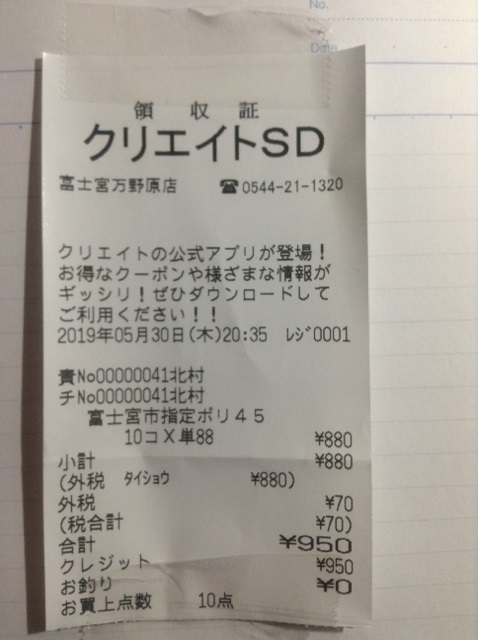 No.
Date
領 収 証
クリエイトSD
富士宮万野原店 ☎0544-21-1320
クリエイトの公式アプリが登場！
お得なクーポンや様ざまな情報が
ギッシリ！ぜひダウンロードして
ご利用ください！！
2019年05月30日(木)20:35 ﾚｼﾞ0001
責No00000041北村
チNo00000041北村
富士宮市指定ポリ４５
10コX単88 ¥880
小計 ¥880
(外税 ﾀｲｼｮｳ ¥880)
外税 ¥70
(税合計 ¥70)
合計 ¥950
クレジット ¥950
お釣り ¥0
お買上点数 10点